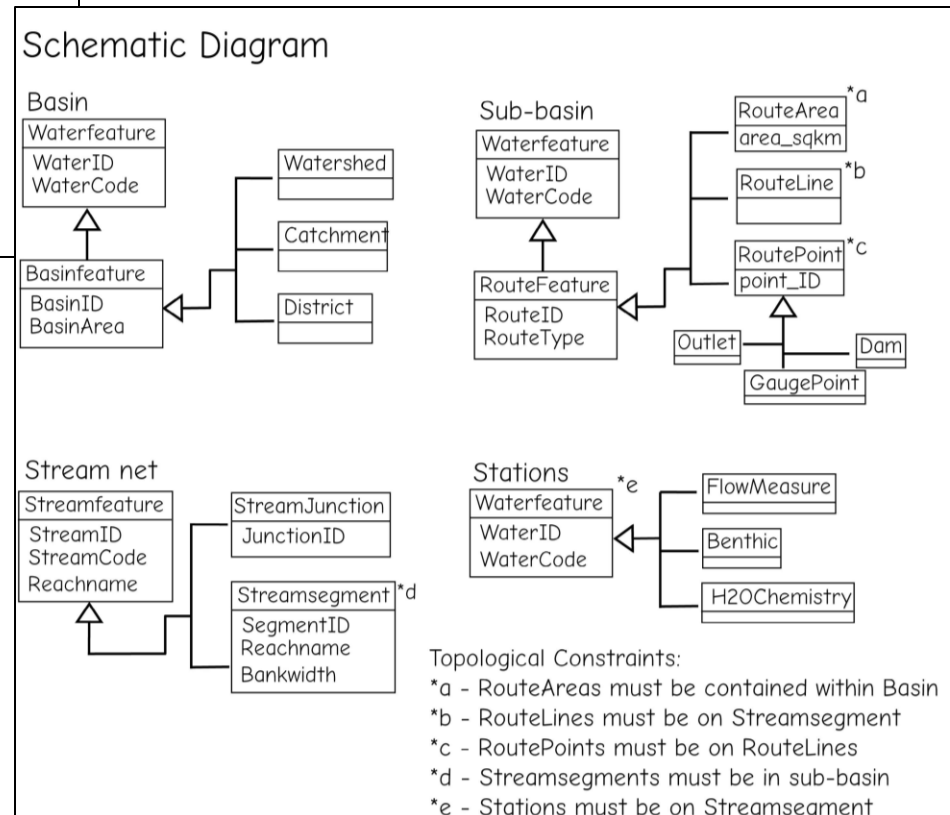 Schematic Diagram
Basin
Waterfeature
WaterID
WaterCode
Basinfeature
BasinID
BasinArea
Watershed
Catchment
District
Sub-basin
Waterfeature
WaterID
WaterCode
RouteFeature
RouteID
RouteType
RouteArea *a
area_sqkm
RouteLine *b
RoutePoint *c
point_ID
Outlet
Dam
GaugePoint
Stream net
Streamfeature
StreamID
StreamCode
Reachname
StreamJunction
JunctionID
Streamsegment *d
SegmentID
Reachname
Bankwidth
Stations
Waterfeature *e
WaterID
WaterCode
FlowMeasure
Benthic
H2OChemistry
Topological Constraints:
*a - RouteAreas must be contained within Basin
*b - RouteLines must be on Streamsegment
*c - RoutePoints must be on RouteLines
*d - Streamsegments must be in sub-basin
*e - Stations must be on Streamsegment